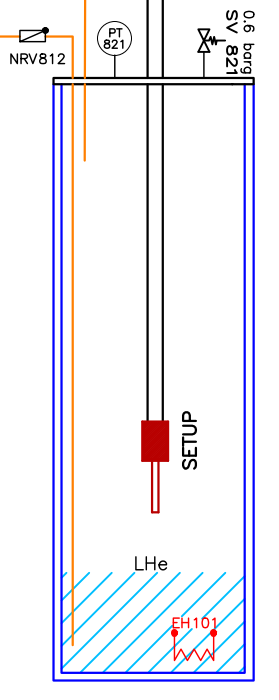 0.6 barg
SV 821
PT
821
NRV812
SETUP
LHe
EH101